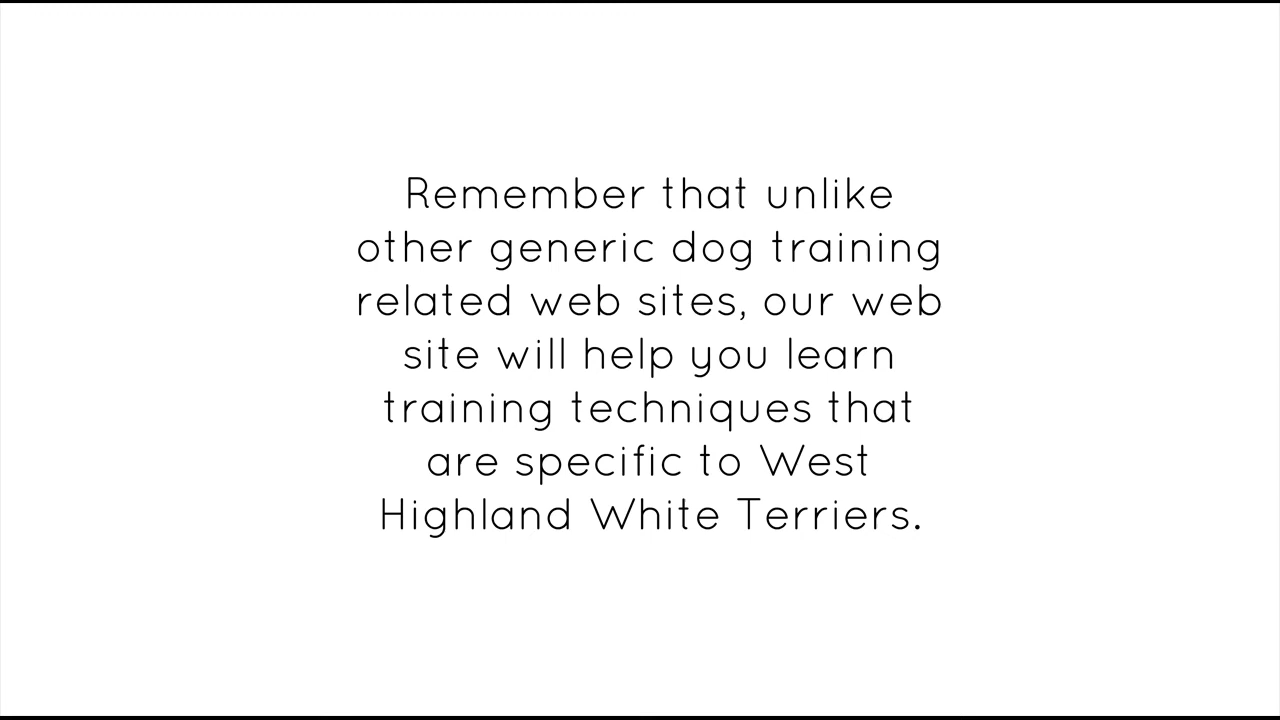 Remember that unlike
other generic dog training
related web sites, our web
site will help you learn
training techniques that
are specific to West
Highland White Terriers.